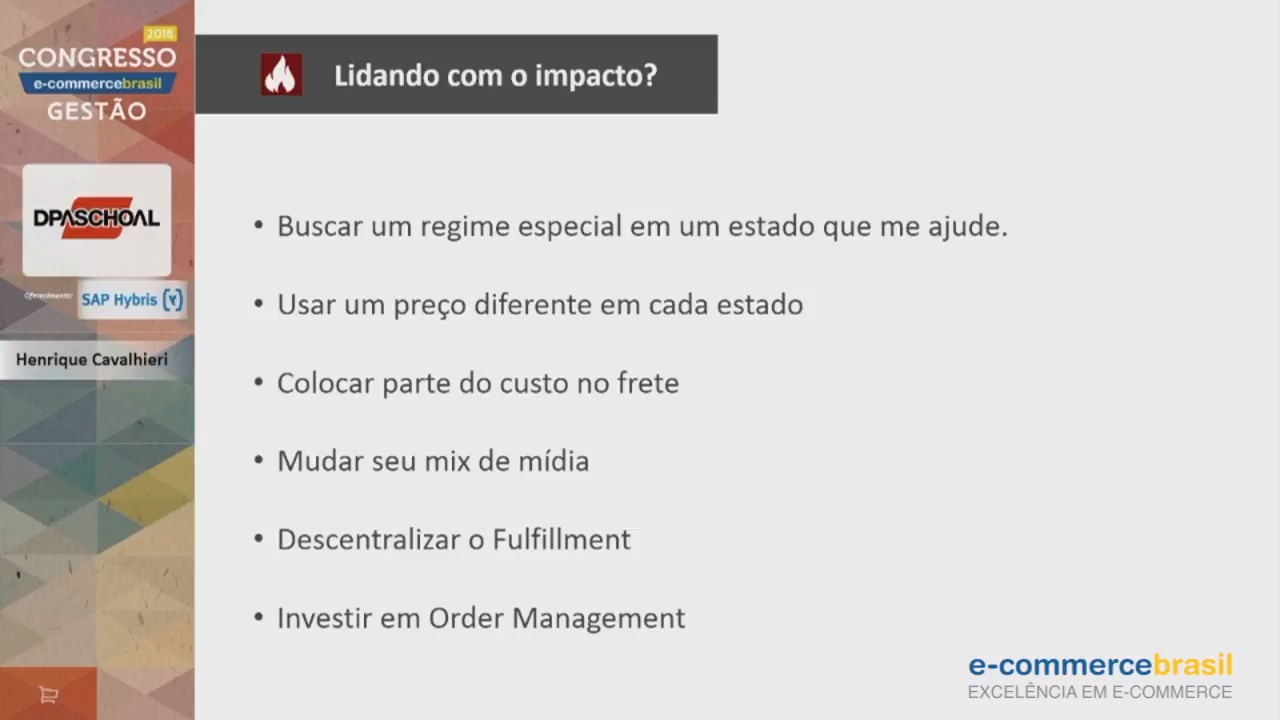 2018
CONGRESSO
e-commercebrasil
GESTÃO
DPASCHOAL
Oferecimento:
SAP Hybris (Y)
Henrique Cavalhieri
Lidando com o impacto?
• Buscar um regime especial em um estado que me ajude.
• Usar um preço diferente em cada estado
• Colocar parte do custo no frete
• Mudar seu mix de mídia
• Descentralizar o Fulfillment
• Investir em Order Management
e-commercebrasil
EXCELÊNCIA EM E-COMMERCE